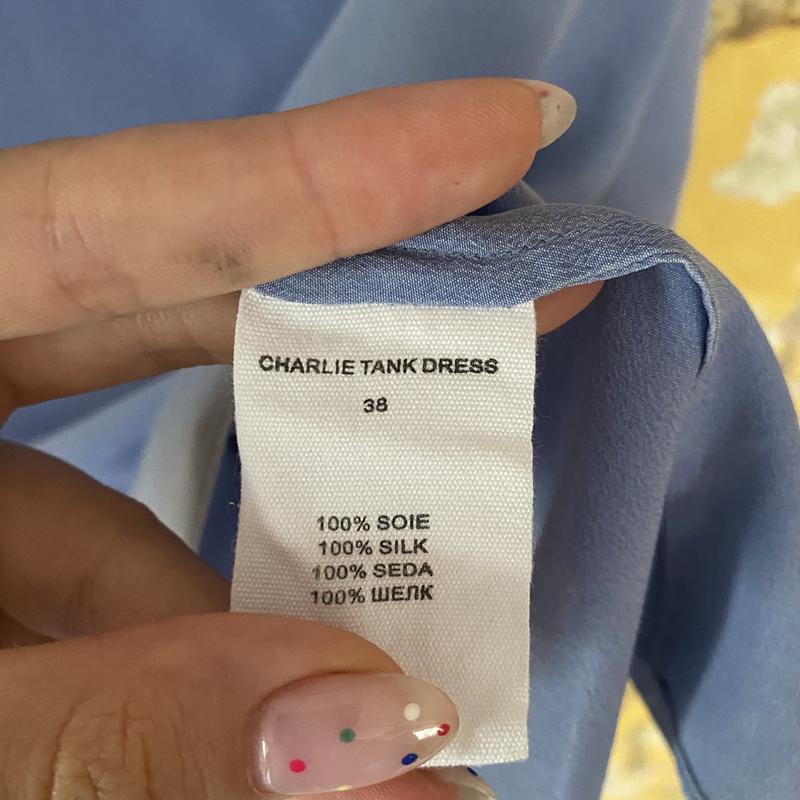 CHARLIE TANK DRESS
38
100% SOIE
100% SILK
100% SEDA
100% ШЕЛК